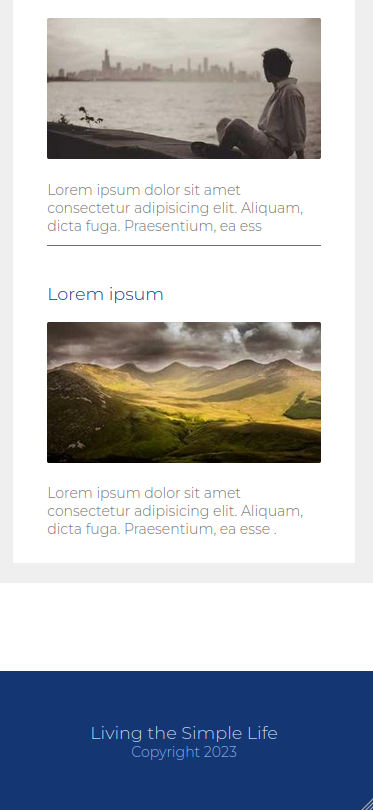 Lorem ipsum dolor sit amet
consectetur adipisicing elit. Aliquam,
dicta fuga. Praesentium, ea ess
Lorem ipsum
Lorem ipsum dolor sit amet
consectetur adipisicing elit. Aliquam,
dicta fuga. Praesentium, ea esse .
Living the Simple Life
Copyright 2023